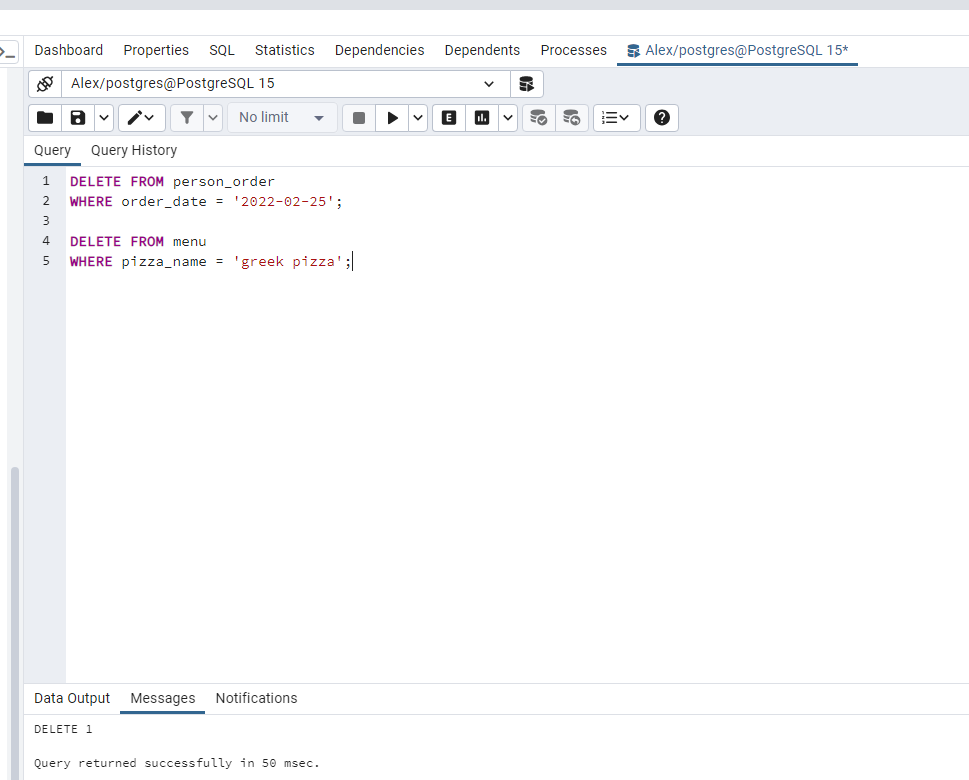 Dashboard Properties SQL Statistics Dependencies Dependents Processes Alex/postgres@PostgreSQL 15*
Alex/postgres@PostgreSQL 15
No limit E
Query Query History
1 DELETE FROM person_order
2 WHERE order_date = '2022-02-25';
3
4 DELETE FROM menu
5 WHERE pizza_name = 'greek pizza';
Data Output Messages Notifications
DELETE 1
Query returned successfully in 50 msec.